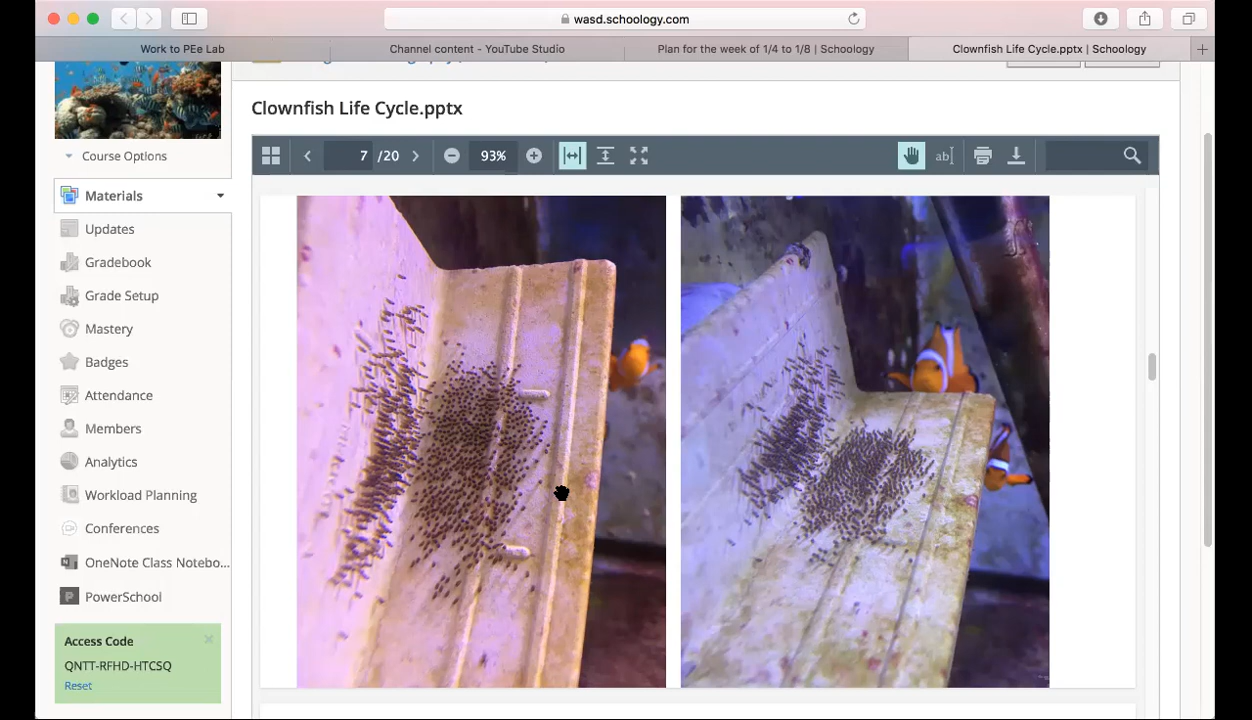 wasd.schoology.com
Work to PEe Lab
Channel content - YouTube Studio
Plan for the week of 1/4 to 1/8 | Schoology
Clownfish Life Cycle.pptx | Schoology
Course Options
Materials
Updates
Gradebook
Grade Setup
Mastery
Badges
Attendance
Members
Analytics
Workload Planning
Conferences
OneNote Class Notebo...
PowerSchool
Access Code
QNTT-RFHD-HTCSQ
Reset
Clownfish Life Cycle.pptx
7 /20
93%
ab